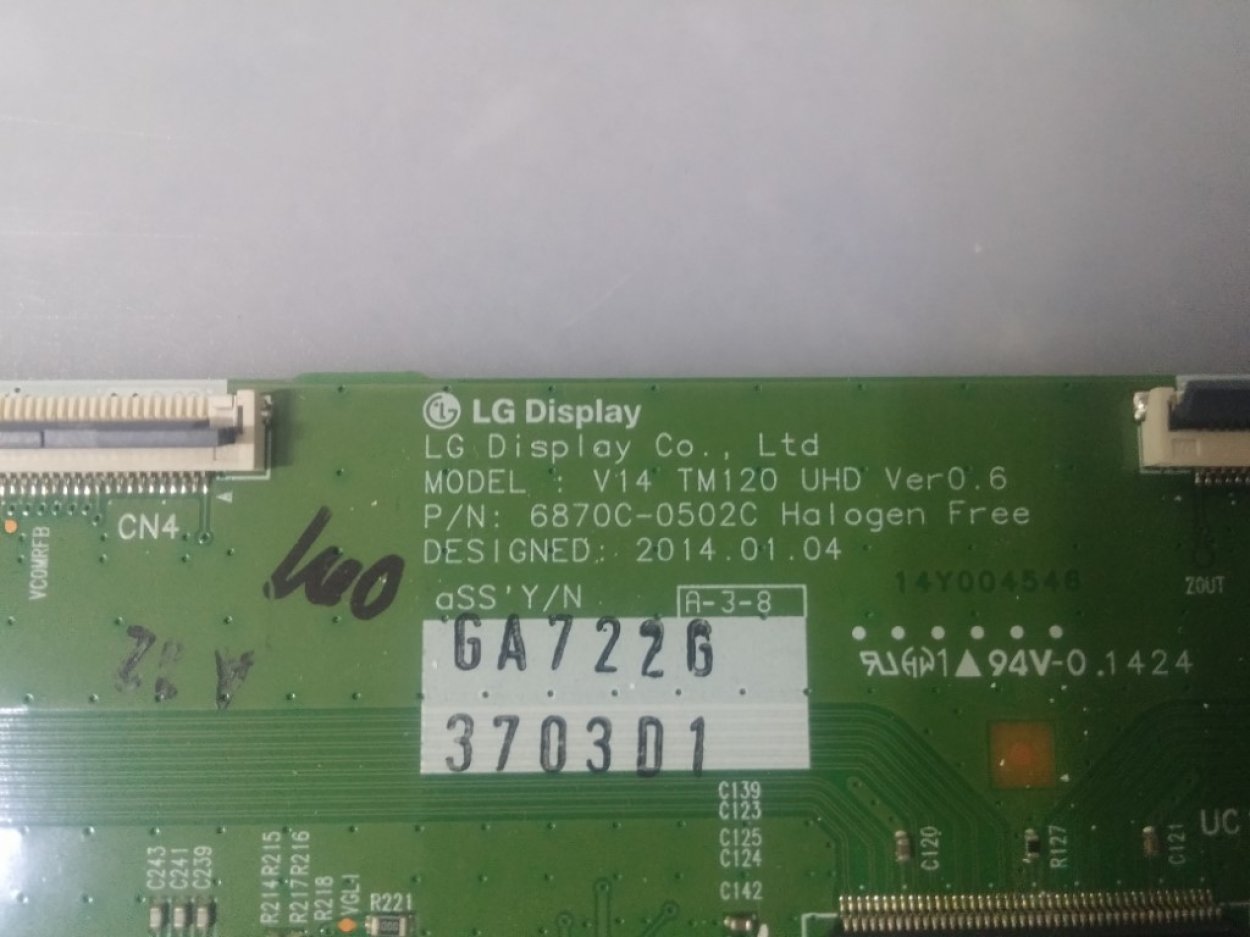 LG Display
LG Display Co., Ltd
MODEL : V14 TM120 UHD Ver0.6
P/N: 6870C-0502C Halogen Free
DESIGNED: 2014.01.04
aSS'Y/N
A-3-8
GA722G
370301
CN4
VCOMRFB
ZOUT
94V-0 .1424
C139
C123
C125
C124
C142
C120
R127
C121
UC
C243
C241
C239
R214 R215
R217 R216
R218
VGL-I
R221